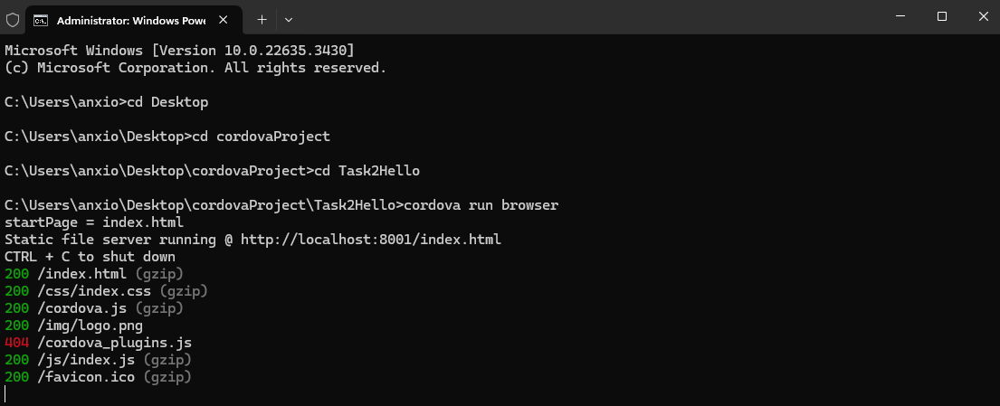 Administrator: Windows Powe
Microsoft Windows [Version 10.0.22635.3430]
(c) Microsoft Corporation. All rights reserved.
C:\Users\anxio>cd Desktop
C:\Users\anxio\Desktop>cd cordovaProject
C:\Users\anxio\Desktop\cordovaProject>cd Task2Hello
C:\Users\anxio\Desktop\cordovaProject\Task2Hello>cordova run browser
startPage = index.html
Static file server running @ http://localhost:8001/index.html
CTRL + C to shut down
200 /index.html (gzip)
200 /css/index.css (gzip)
200 /cordova.js (gzip)
200 /img/logo.png
404 /cordova_plugins.js
200 /js/index.js (gzip)
200 /favicon.ico (gzip)